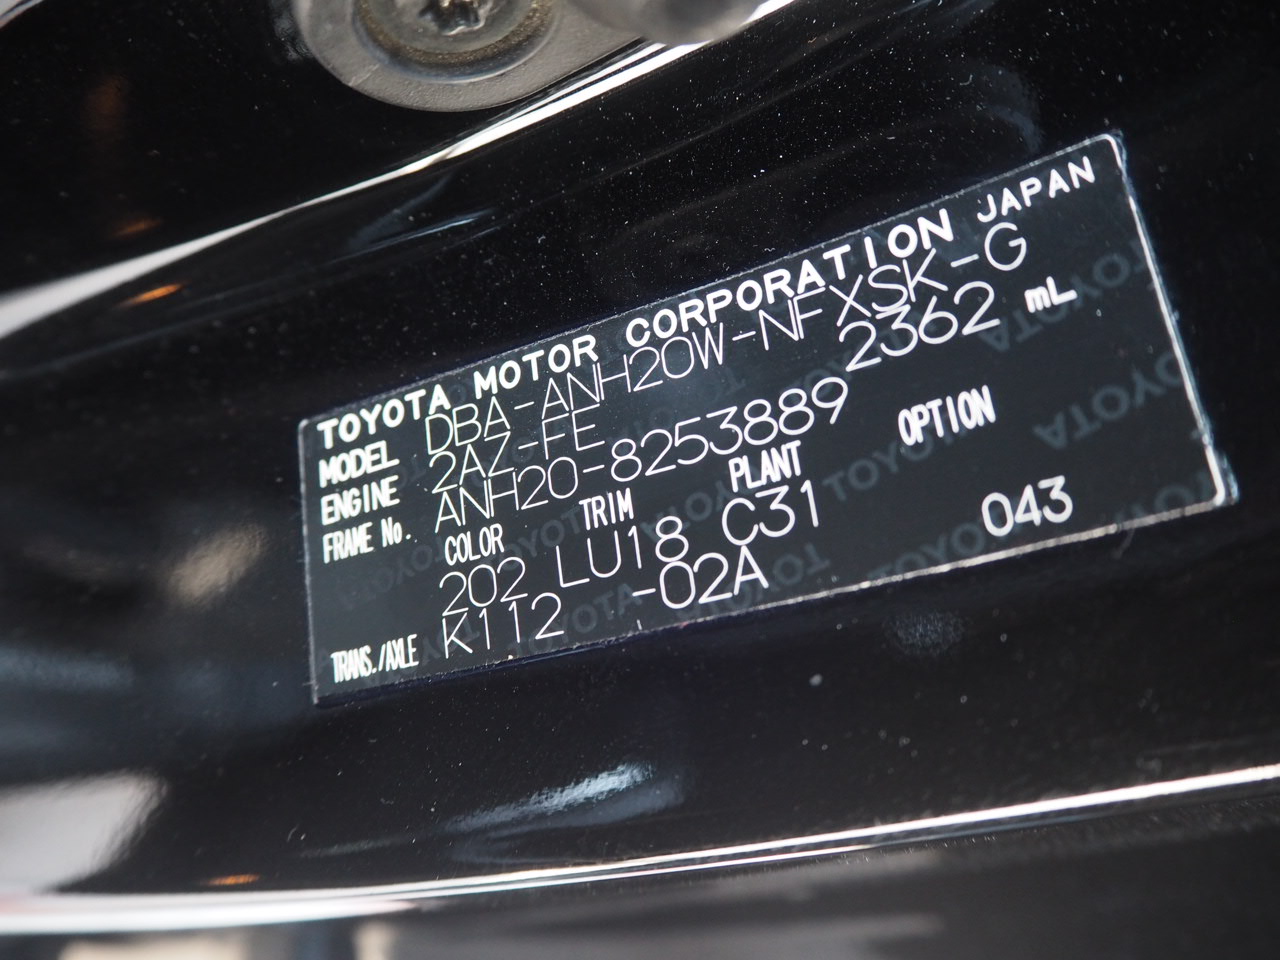 TOYOTA MOTOR CORPORATION JAPAN
MODEL DBA-ANH20W-NFXSK-G
ENGINE 2AZ-FE 2362 mL
FRAME No. ANH20-8253889
COLOR TRIM PLANT OPTION
202 LU18 C31 043
TRANS./AXLE K112 -02A